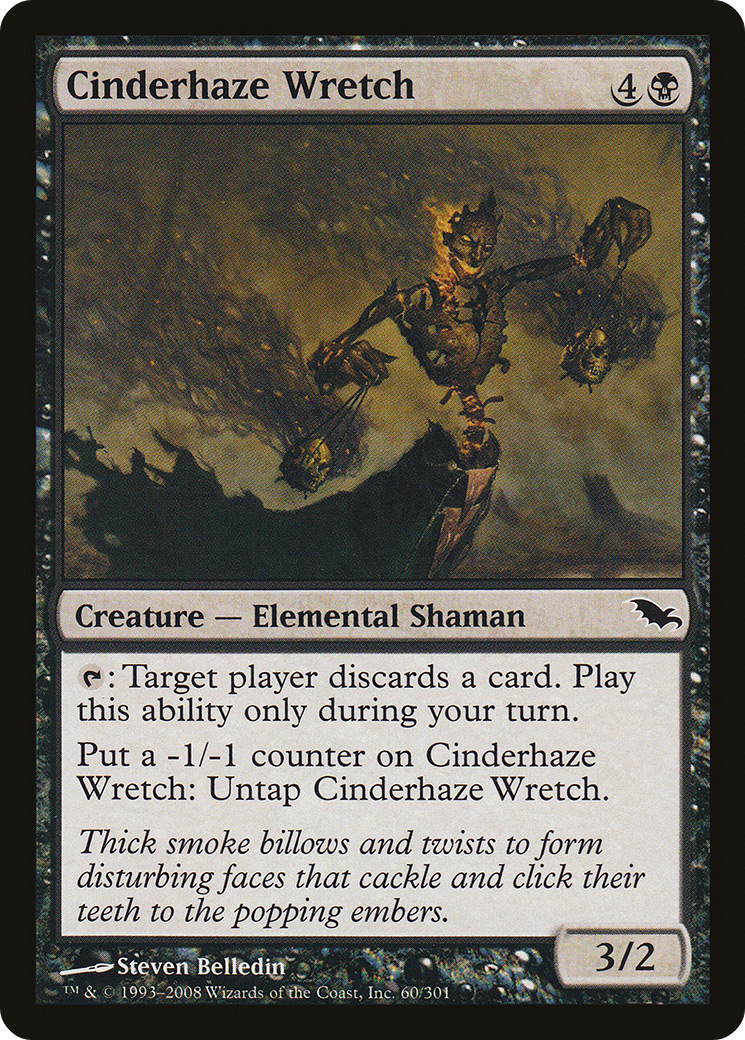 Cinderhaze Wretch 4
Creature — Elemental Shaman
: Target player discards a card. Play
this ability only during your turn.
Put a -1/-1 counter on Cinderhaze
Wretch: Untap Cinderhaze Wretch.
Thick smoke billows and twists to form
disturbing faces that cackle and click their
teeth to the popping embers.
3/2
Steven Belledin
™ & © 1993–2008 Wizards of the Coast, Inc. 60/301